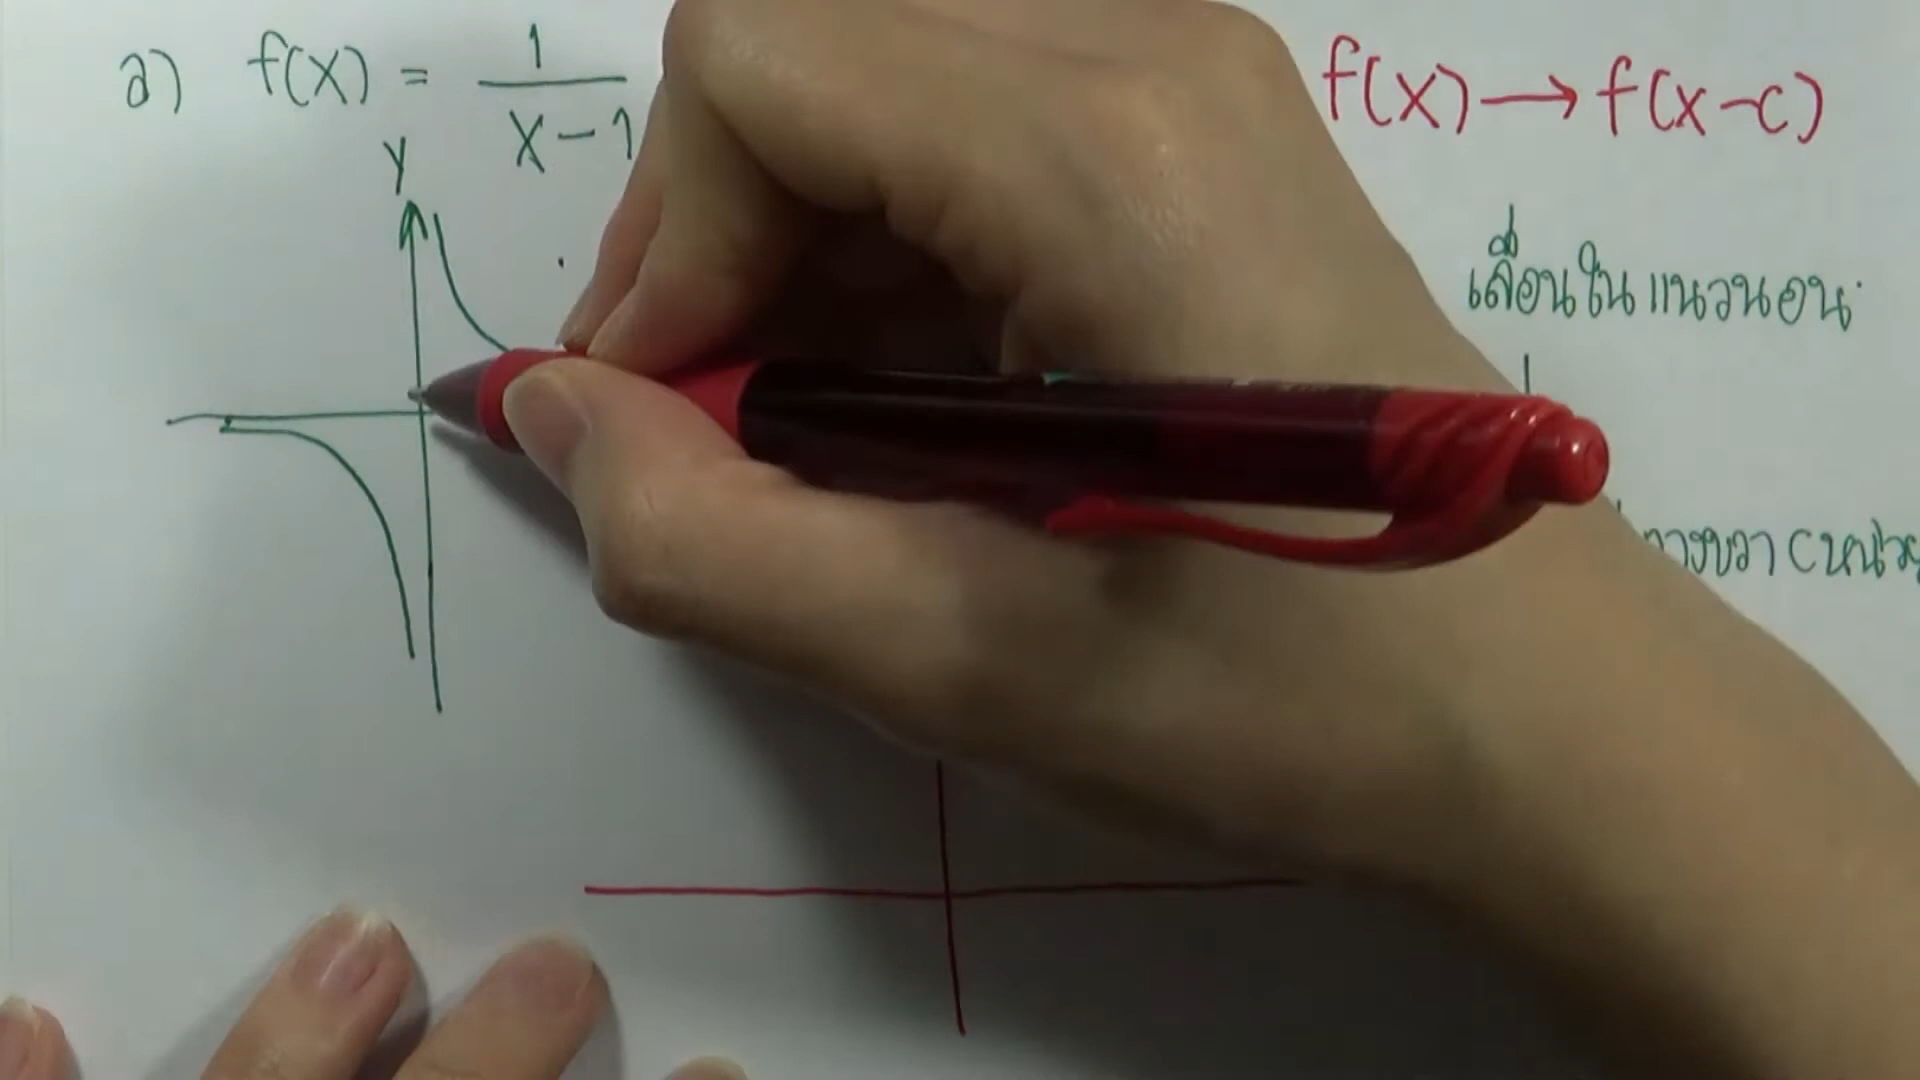 a) f(x) = 1 / x-1
f(x) → f(x-c)
y
เลื่อนในแนวนอน
ทางขวา c หน่วย